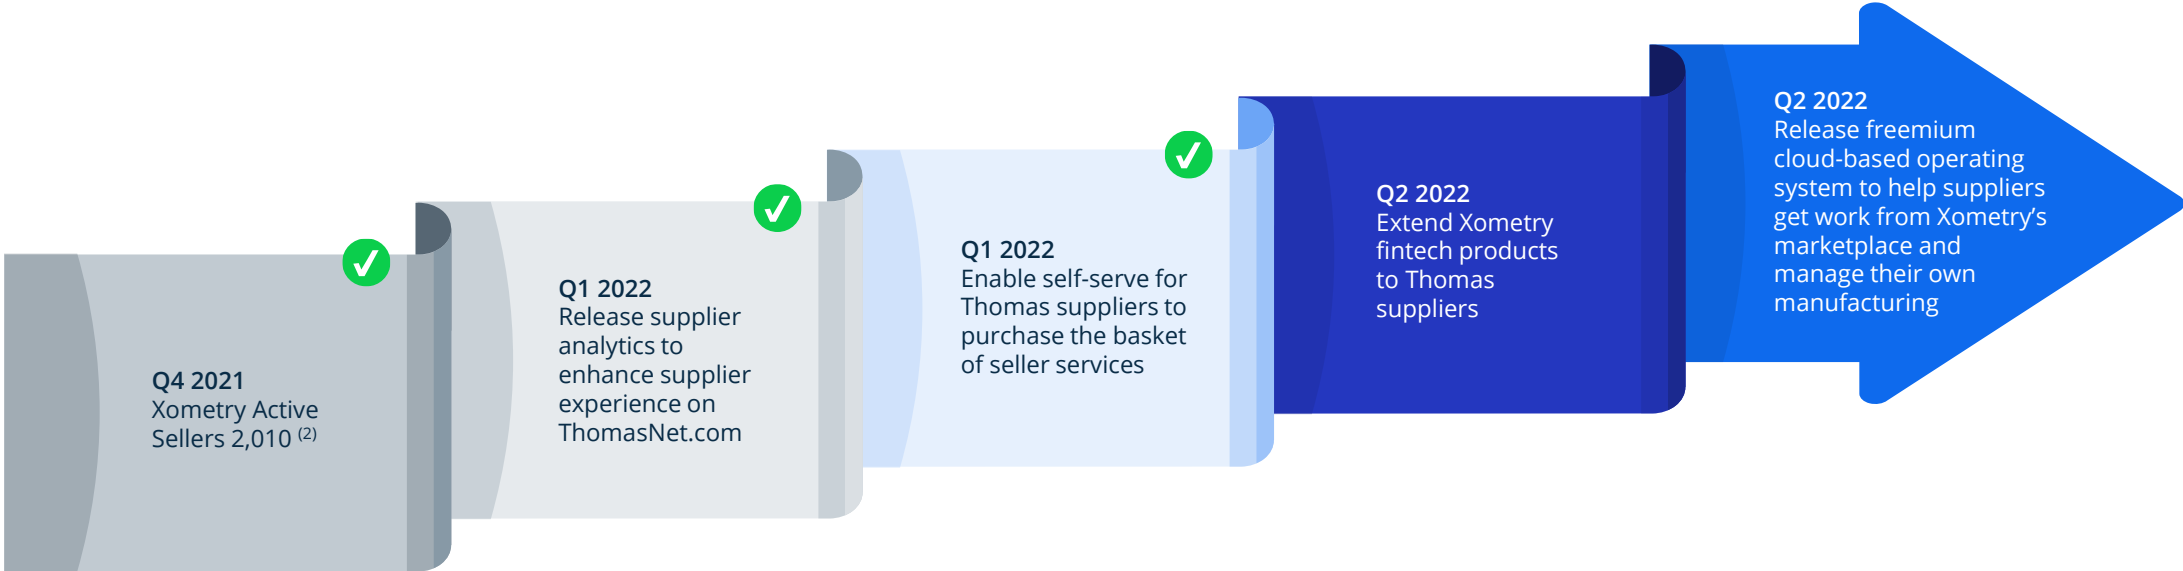 Q4 2021
Xometry Active
Sellers 2,010 (2)
Q1 2022
Release supplier
analytics to
enhance supplier
experience on
ThomasNet.com
Q1 2022
Enable self-serve for
Thomas suppliers to
purchase the basket
of seller services
Q2 2022
Extend Xometry
fintech products
to Thomas
suppliers
Q2 2022
Release freemium
cloud-based operating
system to help suppliers
get work from Xometry’s
marketplace and
manage their own
manufacturing